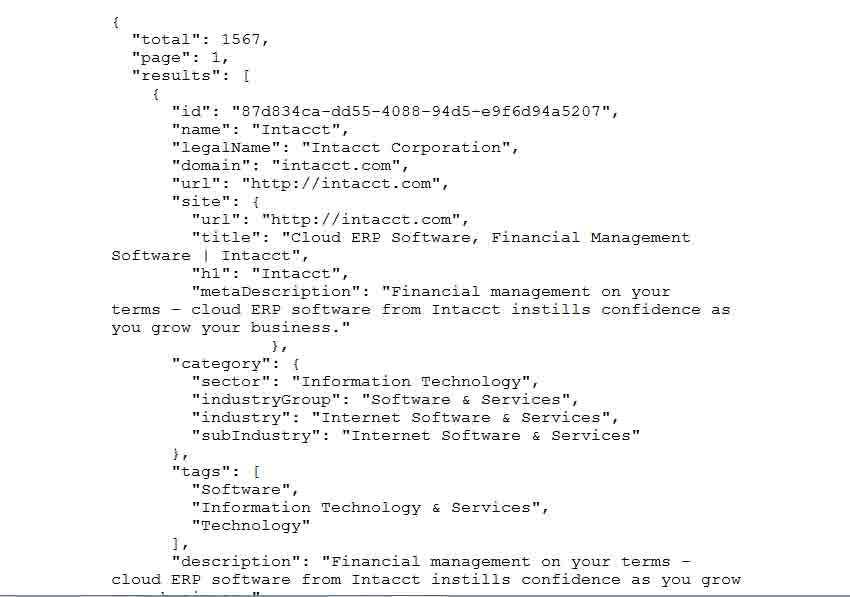 {
  "total": 1567,
  "page": 1,
  "results": [
    {
      "id": "87d834ca-dd55-4088-94d5-e9f6d94a5207",
      "name": "Intacct",
      "legalName": "Intacct Corporation",
      "domain": "intacct.com",
      "url": "http://intacct.com",
      "site": {
        "url": "http://intacct.com",
        "title": "Cloud ERP Software, Financial Management
Software | Intacct",
        "h1": "Intacct",
        "metaDescription": "Financial management on your
terms – cloud ERP software from Intacct instills confidence as
you grow your business."
                },
      "category": {
        "sector": "Information Technology",
        "industryGroup": "Software & Services",
        "industry": "Internet Software & Services",
        "subIndustry": "Internet Software & Services"
      },
      "tags": [
        "Software",
        "Information Technology & Services",
        "Technology"
      ],
      "description": "Financial management on your terms –
cloud ERP software from Intacct instills confidence as you grow